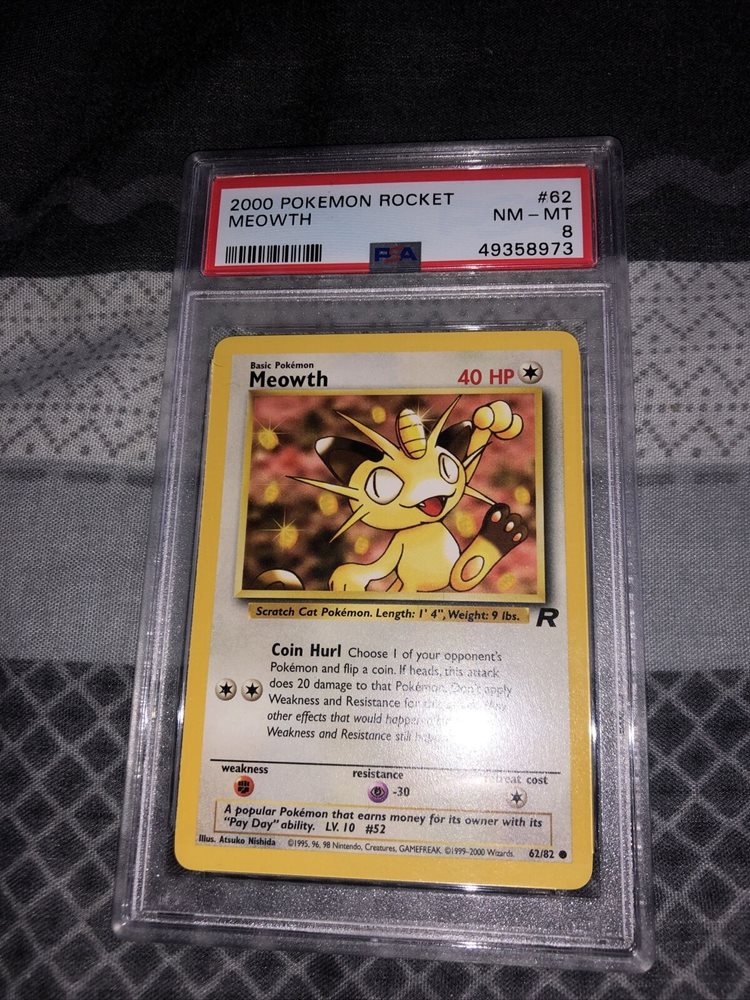 2000 POKEMON ROCKET #62
MEOWTH NM - MT
8
PSA 49358973
Basic Pokémon
Meowth 40 HP
Scratch Cat Pokémon. Length: 1' 4", Weight: 9 lbs.
R
Coin Hurl Choose 1 of your opponent's
Pokémon and flip a coin. If heads, this attack
does 20 damage to that Pokémon. Don't apply
Weakness and Resistance for this
other effects that would happen
Weakness and Resistance still
weakness resistance retreat cost
-30
A popular Pokémon that earns money for its owner with its
"Pay Day" ability. LV. 10 #52
Illus. Atsuko Nishida ©1995, 96, 98 Nintendo, Creatures, GAMEFREAK. ©1999-2000 Wizards. 62/82